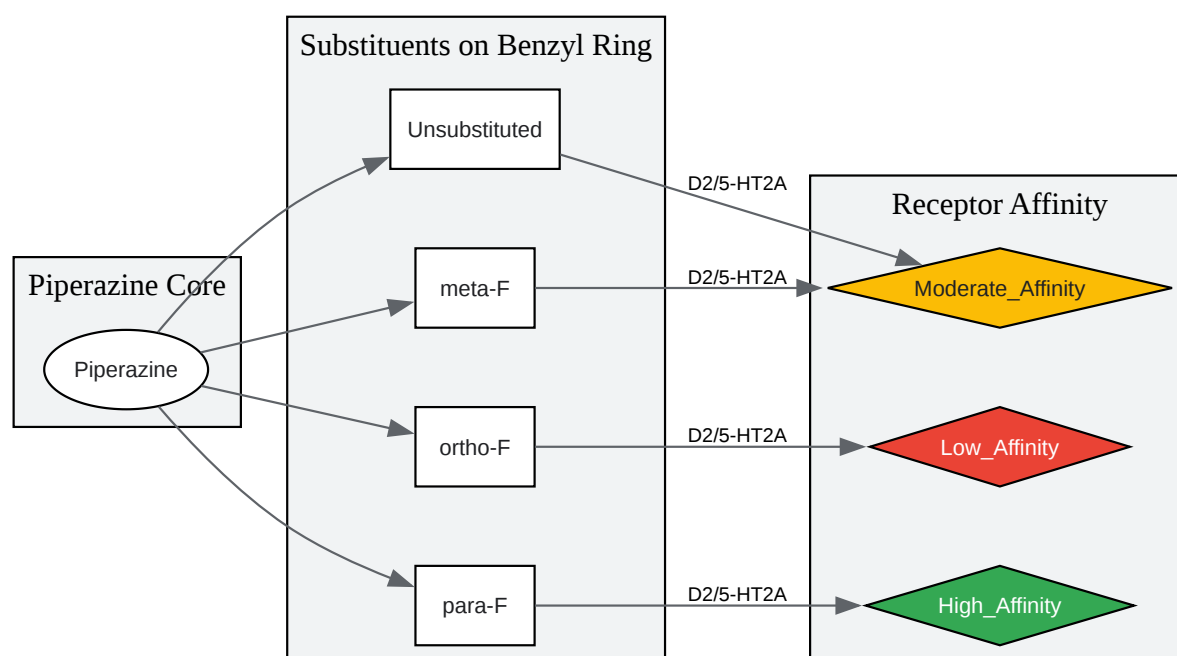 Substituents on Benzyl Ring
Unsubstituted
D2/5-HT2A
Receptor Affinity
Piperazine Core
meta-F
D2/5-HT2A
Moderate_Affinity
Piperazine
ortho-F
D2/5-HT2A
Low_Affinity
para-F
D2/5-HT2A
High_Affinity